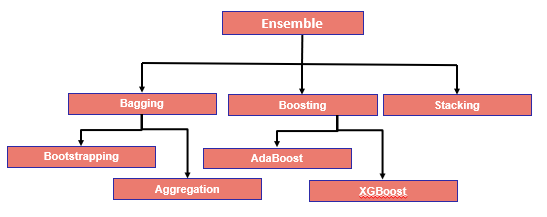 Ensemble
Bagging
Boosting
Stacking
Bootstrapping
AdaBoost
Aggregation
XGBoost